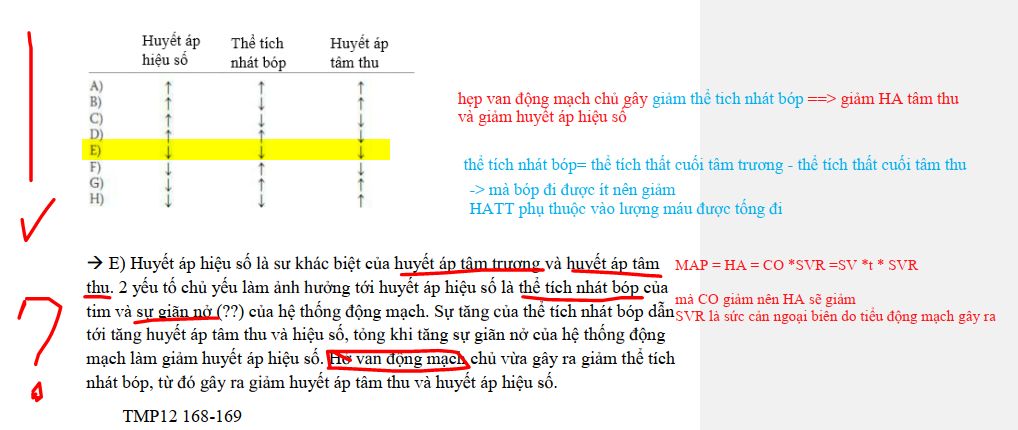 Huyết áp hiệu số Thể tích nhát bóp Huyết áp tâm thu
A) ↑ ↑ ↑
B) ↑ ↓ ↑
C) ↑ ↓ ↓
D) ↑ ↑ ↓
E) ↓ ↓ ↓
F) ↓ ↑ ↓
G) ↓ ↑ ↑
H) ↓ ↓ ↑
hẹp van động mạch chủ gây giảm thể tich nhát bóp ==> giảm HA tâm thu
và giảm huyết áp hiệu số
thể tích nhát bóp= thể tích thất cuối tâm trương - thể tích thất cuối tâm thu
-> mà bóp đi được ít nên giảm
HATT phụ thuộc vào lượng máu được tống đi
→ E) Huyết áp hiệu số là sư khác biệt của huyết áp tâm trương và huyết áp tâm
thu. 2 yếu tố chủ yếu làm ảnh hưởng tới huyết áp hiệu số là thể tích nhát bóp của
tim và sự giãn nở (??) của hệ thống động mạch. Sự tăng của thể tích nhát bóp dẫn
tới tăng huyết áp tâm thu và hiệu số, tỏng khi tăng sự giãn nở của hệ thống động
mạch làm giảm huyết áp hiệu số. Hở van động mạch chủ vừa gây ra giảm thể tích
nhát bóp, từ đó gây ra giảm huyết áp tâm thu và huyết áp hiệu số.
TMP12 168-169
MAP = HA = CO *SVR =SV *t * SVR
mà CO giảm nên HA sẽ giảm
SVR là sức cản ngoại biên do tiểu động mạch gây ra
?